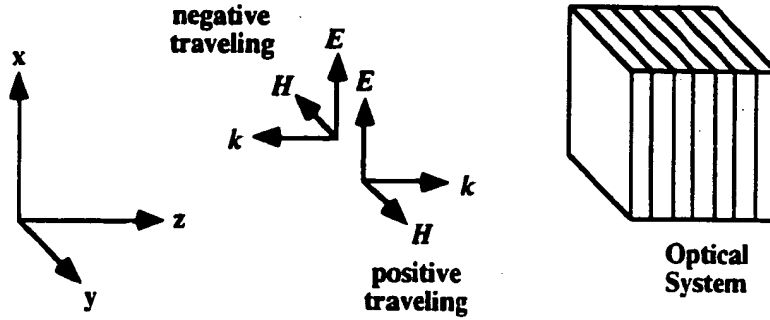 negative
traveling
x
E
H
E
k
k
z
H
y
positive
traveling
Optical
System